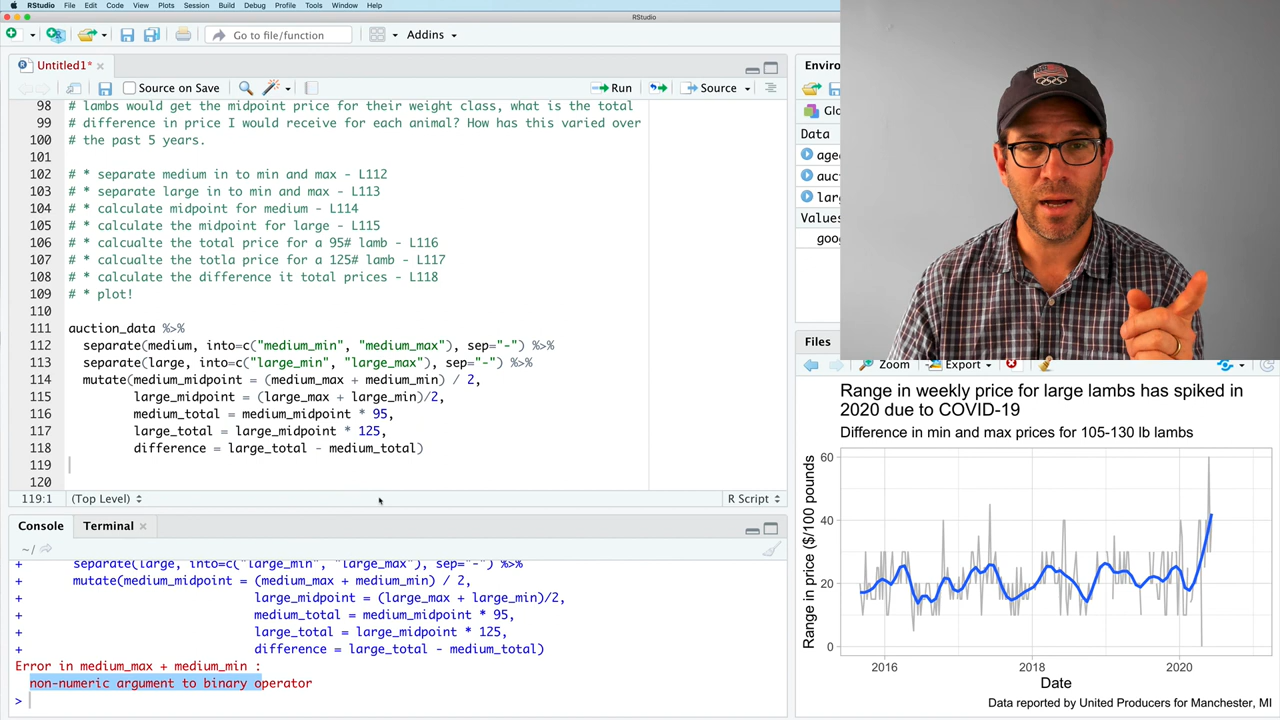 RStudio File Edit Code View Plots Session Build Debug Profile Tools Window Help
RStudio
Go to file/function
Addins
Untitled1*
Source on Save
Run
Source
98 # lambs would get the midpoint price for their weight class, what is the total
99 # difference in price I would receive for each animal? How has this varied over
100 # the past 5 years.
101
102 # * separate medium in to min and max - L112
103 # * separate large in to min and max - L113
104 # * calculate midpoint for medium - L114
105 # * calculate the midpoint for large - L115
106 # * calcualte the total price for a 95# lamb - L116
107 # * calcualte the totla price for a 125# lamb - L117
108 # * calculate the difference it total prices - L118
109 # * plot!
110
111 auction_data %>%
112 separate(medium, into=c("medium_min", "medium_max"), sep="-") %>%
113 separate(large, into=c("large_min", "large_max"), sep="-") %>%
114 mutate(medium_midpoint = (medium_max + medium_min) / 2,
115 large_midpoint = (large_max + large_min)/2,
116 medium_total = medium_midpoint * 95,
117 large_total = large_midpoint * 125,
118 difference = large_total - medium_total)
119
120
119:1 (Top Level) R Script
Console Terminal
~/
+ separate(large, into=c("large_min", "large_max"), sep="-") %>%
+ mutate(medium_midpoint = (medium_max + medium_min) / 2,
+ large_midpoint = (large_max + large_min)/2,
+ medium_total = medium_midpoint * 95,
+ large_total = large_midpoint * 125,
+ difference = large_total - medium_total)
Error in medium_max + medium_min :
non-numeric argument to binary operator
>
Enviro
Glo
Data
aged
auc
lar
Values
goo
Files
Zoom Export
Range in weekly price for large lambs has spiked in
2020 due to COVID-19
Difference in min and max prices for 105-130 lb lambs
Range in price ($/100 pounds)
60
40
20
0
2016 2018 2020
Date
Data reported by United Producers for Manchester, MI